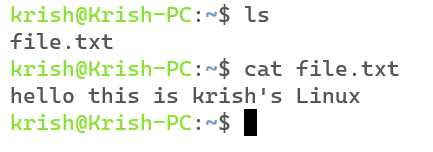 krish@Krish-PC:~$ ls
file.txt
krish@Krish-PC:~$ cat file.txt
hello this is krish's Linux
krish@Krish-PC:~$